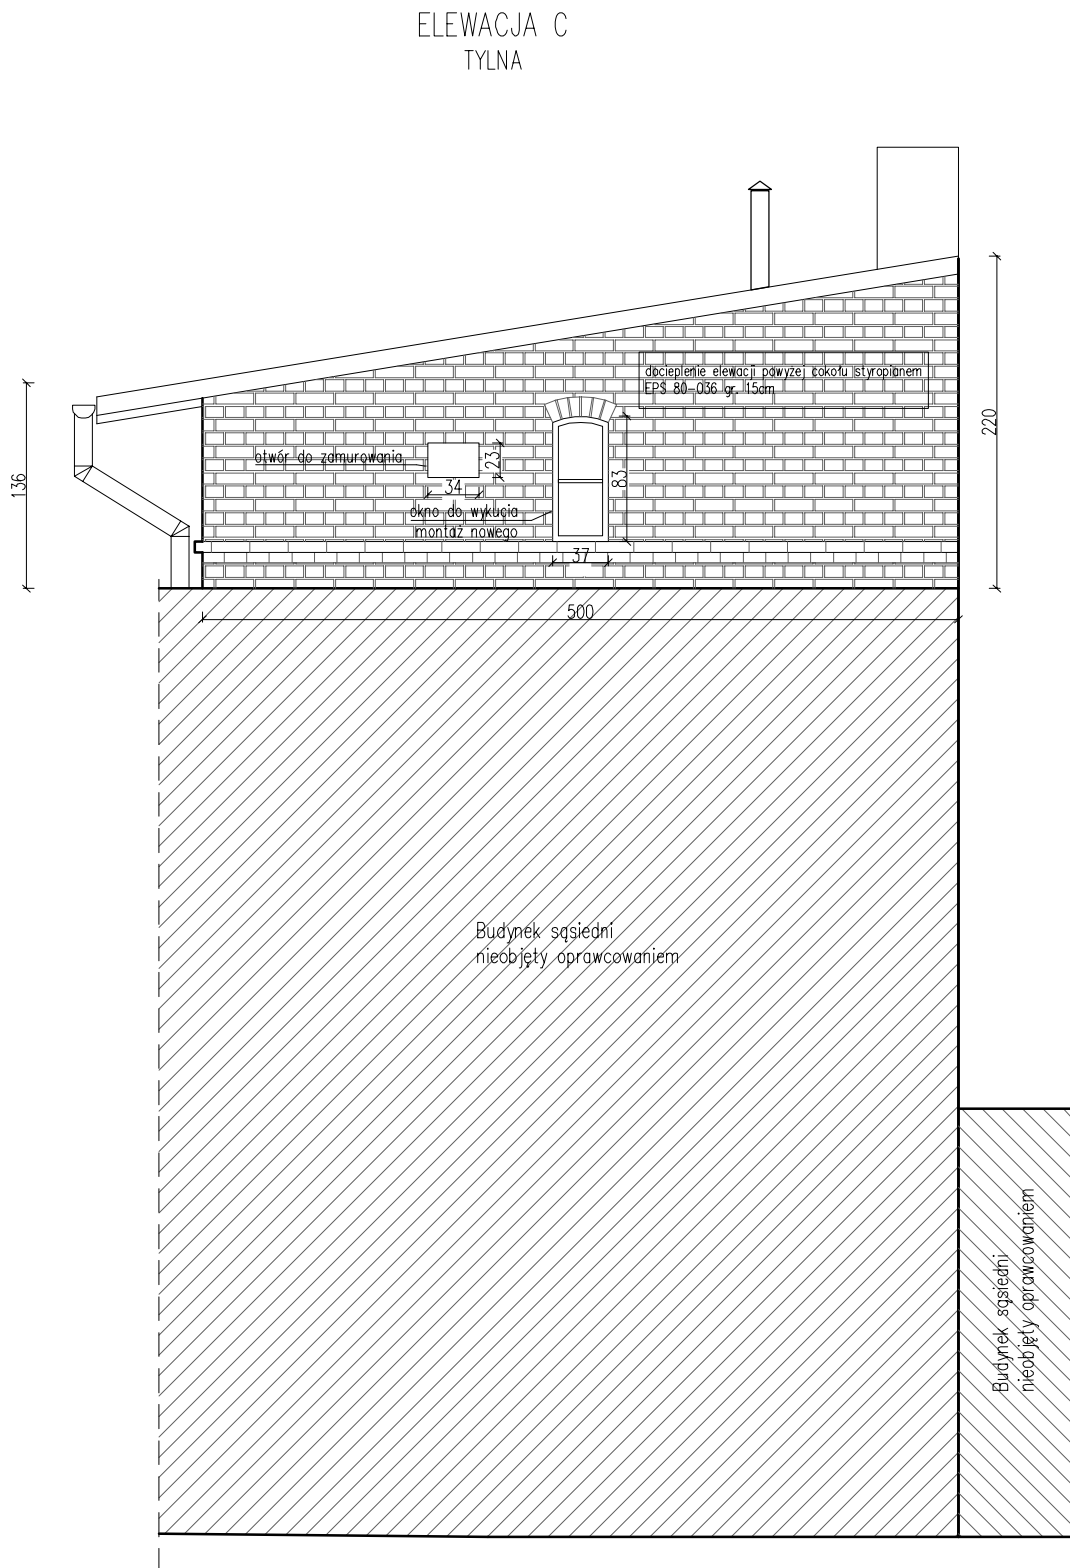 ELEWACJA C
TYLNA
docieplenie elewacji powyżej cokołu styropianem
EPS 80-036 gr. 15cm
220
136
otwór do zamurowania
23
34
83
okno do wykucia
montaż nowego
37
500
Budynek sąsiedni
nieobjęty oprawcowaniem
Budynek sąsiedni
nieobjęty oprawcowaniem